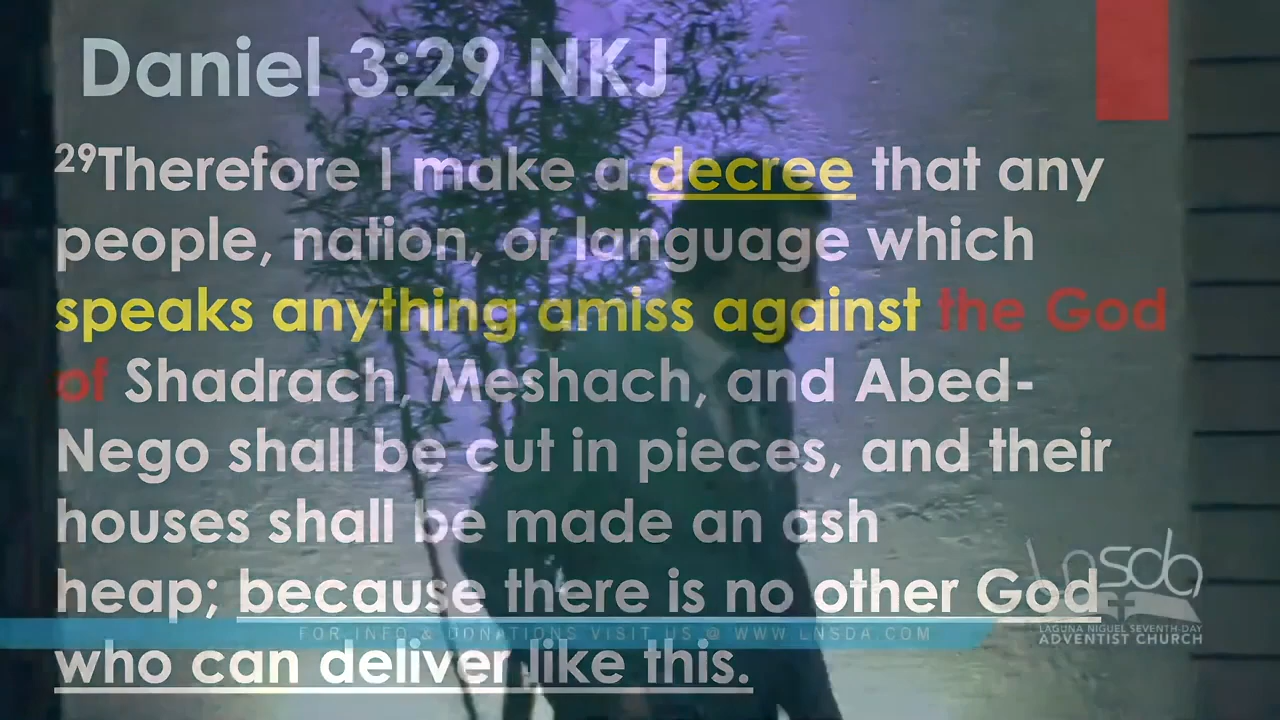 Daniel 3:29 NKJ
29Therefore I make a decree that any
people, nation, or language which
speaks anything amiss against the God
of Shadrach, Meshach, and Abed-
Nego shall be cut in pieces, and their
houses shall be made an ash
heap; because there is no other God
who can deliver like this.
FOR INFO & DONATIONS VISIT US @ WWW.LNSDA.COM
LNSDA
LAGUNA NIGUEL SEVENTH-DAY
ADVENTIST CHURCH